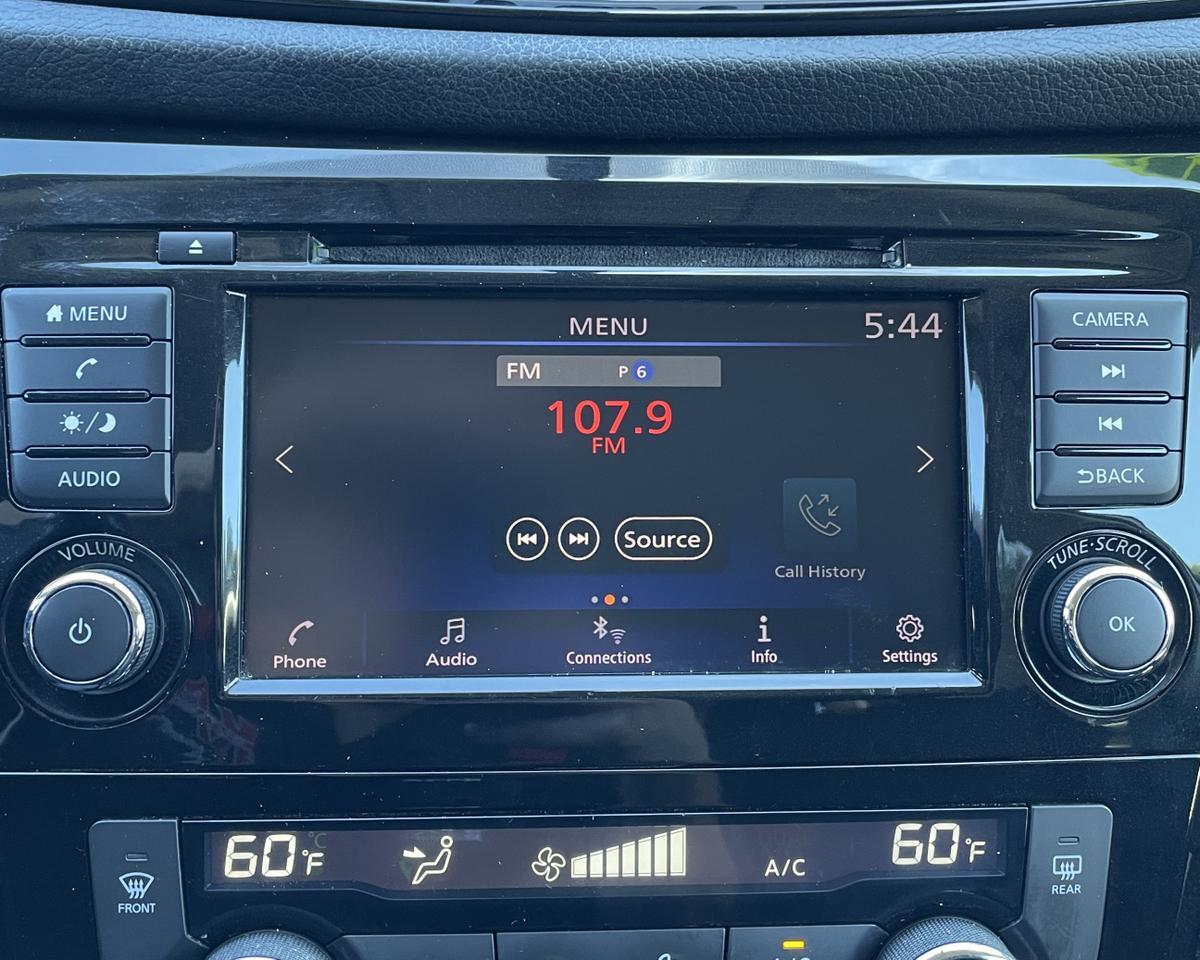 MENU
AUDIO
VOLUME
MENU
5:44
FM P 6
107.9
FM
Source
Call History
Phone
Audio
Connections
Info
Settings
CAMERA
BACK
TUNE·SCROLL
OK
FRONT
60°F
A/C
60°F
REAR